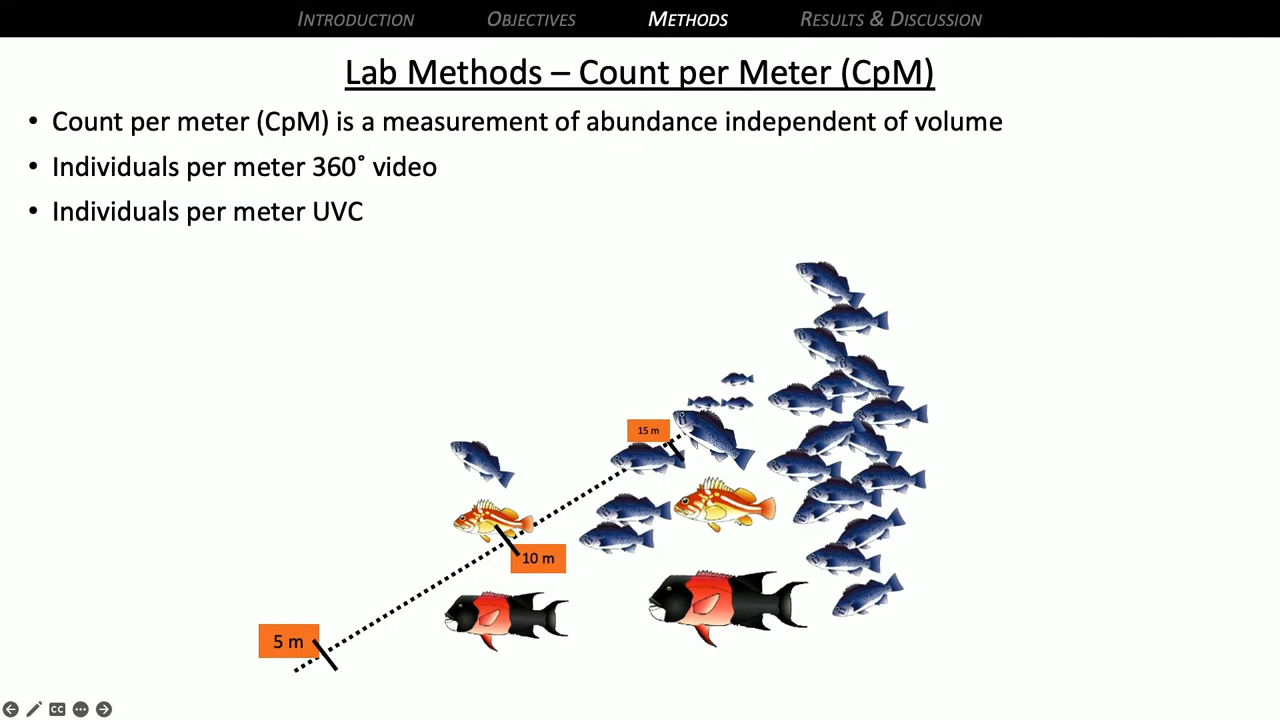 INTRODUCTION OBJECTIVES METHODS RESULTS & DISCUSSION
Lab Methods – Count per Meter (CpM)
• Count per meter (CpM) is a measurement of abundance independent of volume
• Individuals per meter 360˚ video
• Individuals per meter UVC
15 m
10 m
5 m
CC